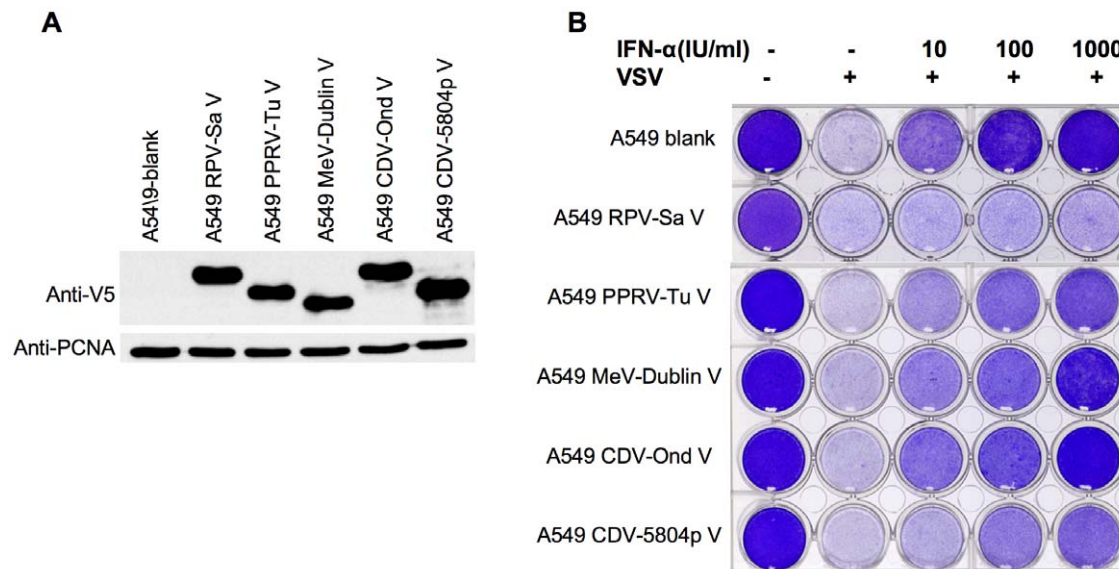 A
A54\9-blank
A549 RPV-Sa V
A549 PPRV-Tu V
A549 MeV-Dublin V
A549 CDV-Ond V
A549 CDV-5804p V
Anti-V5
Anti-PCNA
B
IFN-α(IU/ml) - - 10 100 1000
VSV - + + + +
A549 blank
A549 RPV-Sa V
A549 PPRV-Tu V
A549 MeV-Dublin V
A549 CDV-Ond V
A549 CDV-5804p V